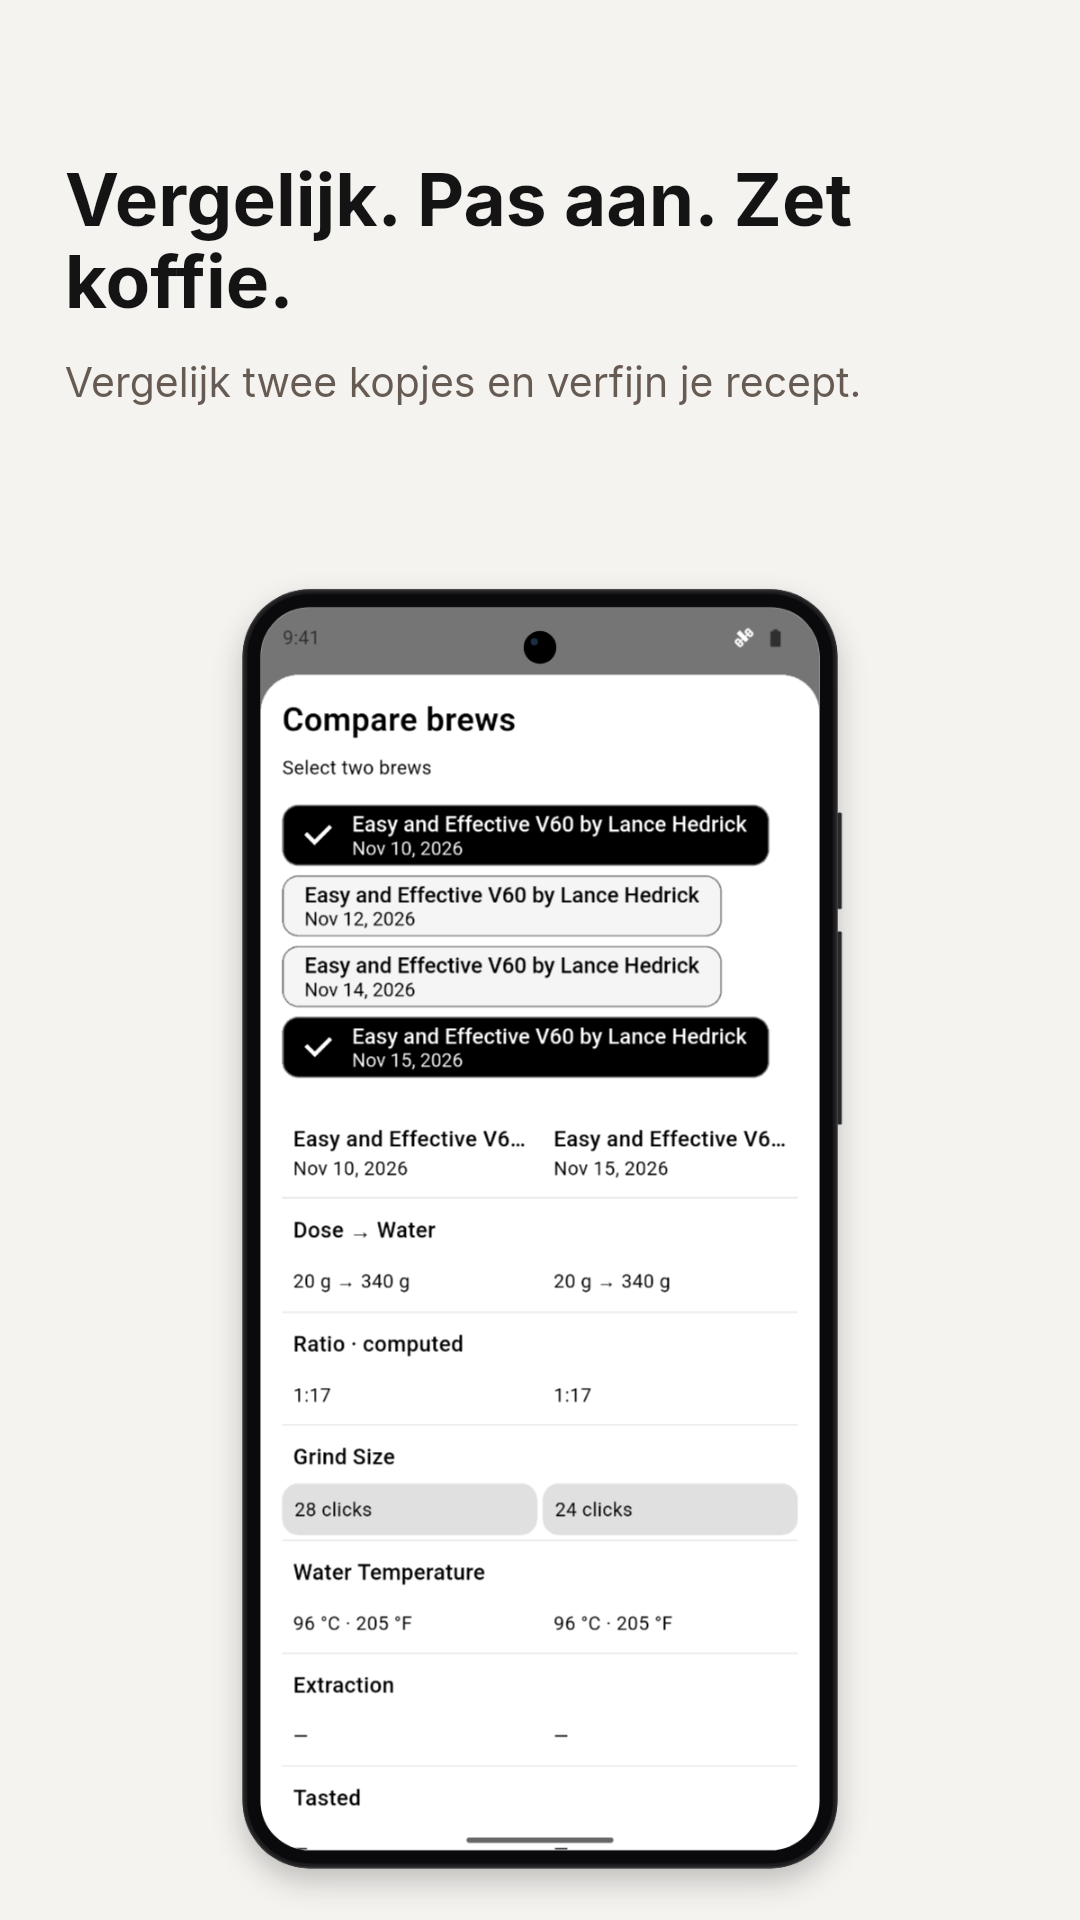 Vergelijk. Pas aan. Zet
koffie.
Vergelijk twee kopjes en verfijn je recept.
9:41
Compare brews
Select two brews
Easy and Effective V60 by Lance Hedrick
Nov 10, 2026
Easy and Effective V60 by Lance Hedrick
Nov 12, 2026
Easy and Effective V60 by Lance Hedrick
Nov 14, 2026
Easy and Effective V60 by Lance Hedrick
Nov 15, 2026
Easy and Effective V6… Easy and Effective V6…
Nov 10, 2026 Nov 15, 2026
Dose → Water
20 g → 340 g 20 g → 340 g
Ratio · computed
1:17 1:17
Grind Size
28 clicks 24 clicks
Water Temperature
96 °C · 205 °F 96 °C · 205 °F
Extraction
– –
Tasted